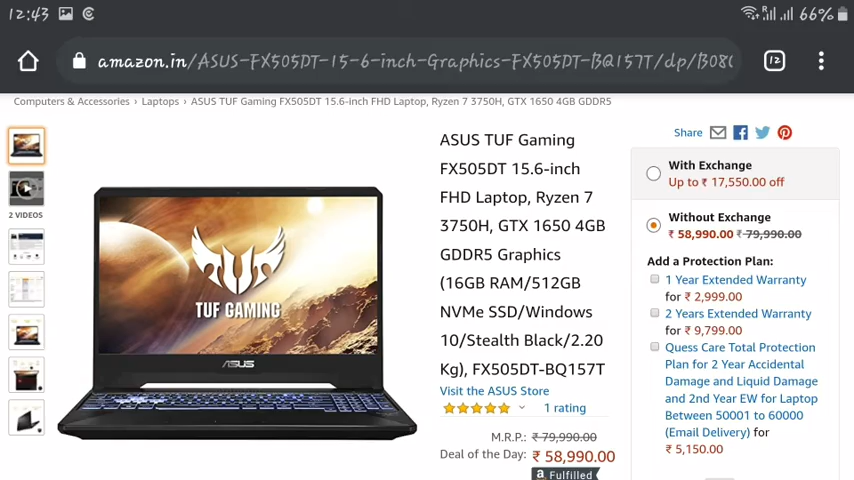 12:43
66%
amazon.in/ASUS-FX505DT-15-6-inch-Graphics-FX505DT-BQ157T/dp/B08
12
Computers & Accessories › Laptops › ASUS TUF Gaming FX505DT 15.6-inch FHD Laptop, Ryzen 7 3750H, GTX 1650 4GB GDDR5
2 VIDEOS
TUF GAMING
ASUS
ASUS TUF Gaming
FX505DT 15.6-inch
FHD Laptop, Ryzen 7
3750H, GTX 1650 4GB
GDDR5 Graphics
(16GB RAM/512GB
NVMe SSD/Windows
10/Stealth Black/2.20
Kg), FX505DT-BQ157T
Visit the ASUS Store
1 rating
M.R.P.: ₹ 79,990.00
Deal of the Day: ₹ 58,990.00
a Fulfilled
Share
With Exchange
Up to ₹ 17,550.00 off
Without Exchange
₹ 58,990.00 ₹ 79,990.00
Add a Protection Plan:
1 Year Extended Warranty
for ₹ 2,999.00
2 Years Extended Warranty
for ₹ 9,799.00
Quess Care Total Protection
Plan for 2 Year Accidental
Damage and Liquid Damage
and 2nd Year EW for Laptop
Between 50001 to 60000
(Email Delivery) for
₹ 5,150.00